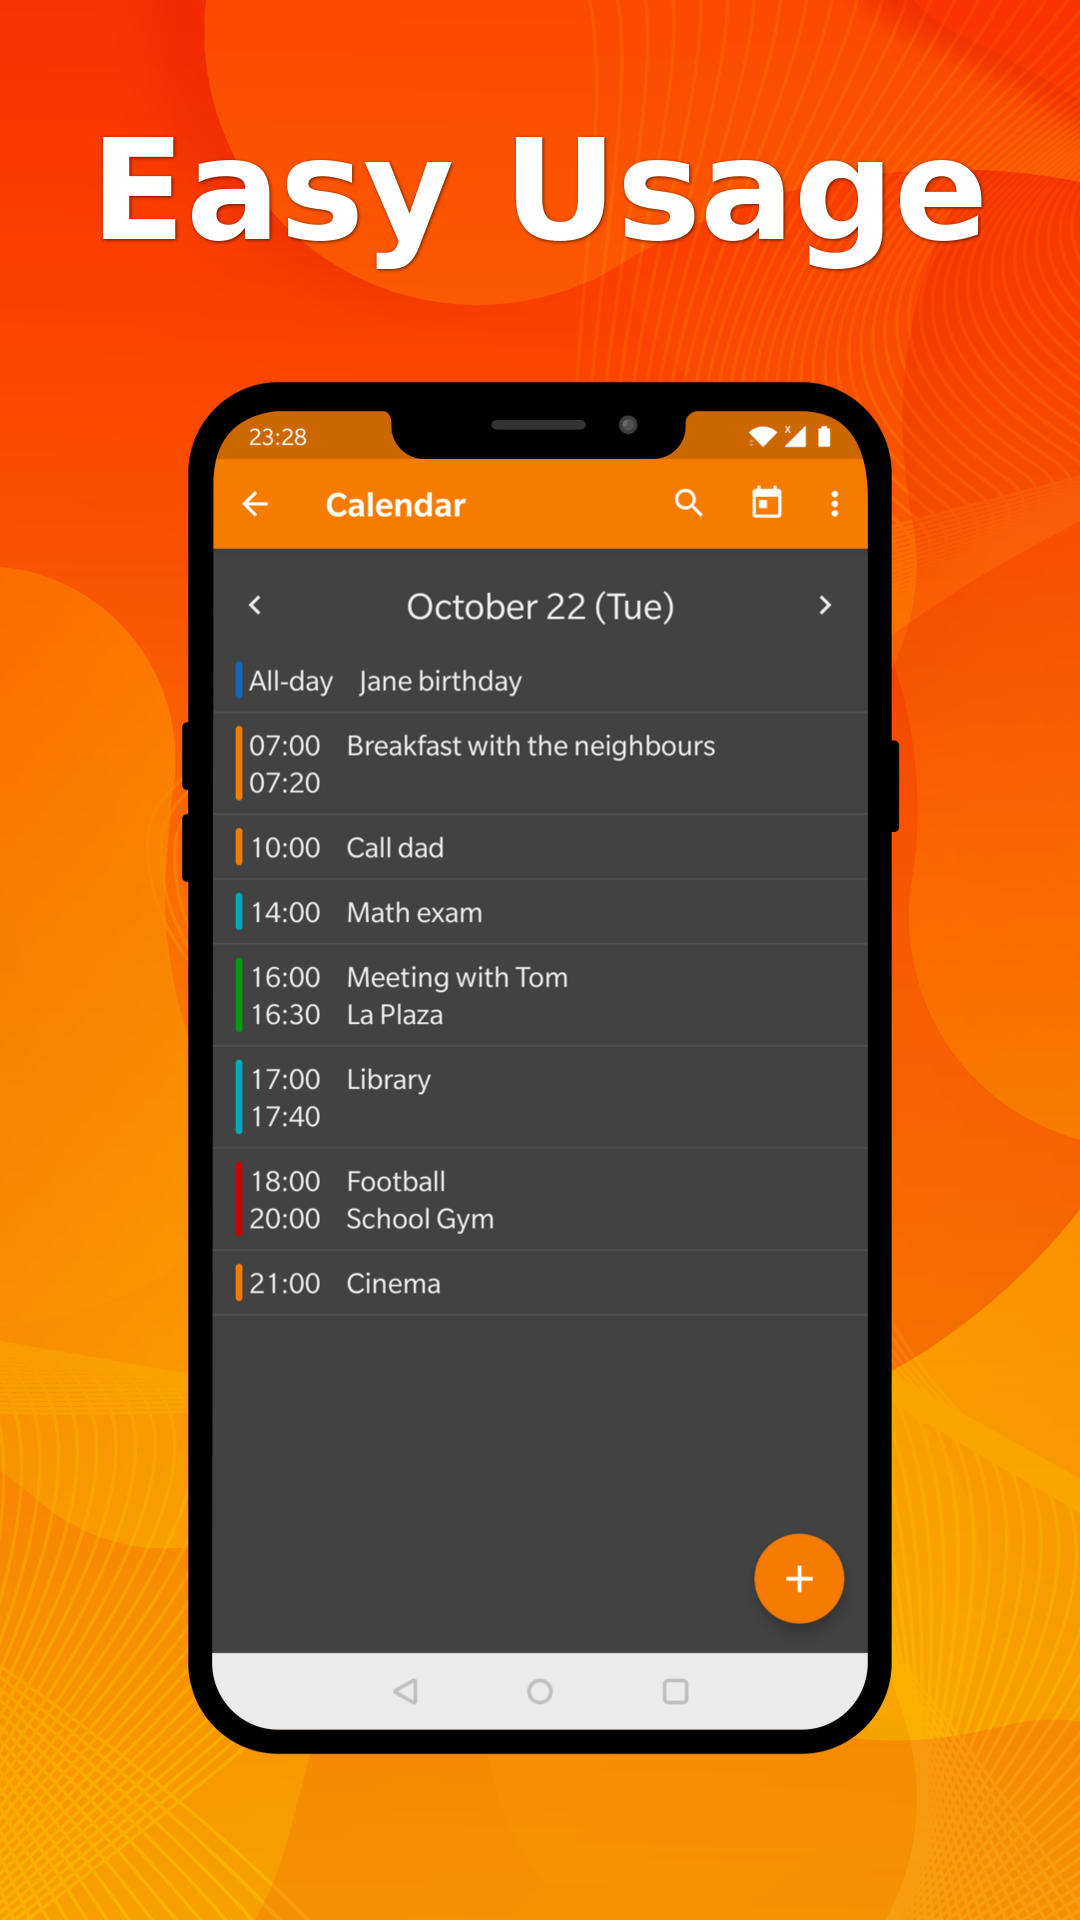 Easy Usage
23:28
Calendar
October 22 (Tue)
All-day Jane birthday
07:00 Breakfast with the neighbours
07:20
10:00 Call dad
14:00 Math exam
16:00 Meeting with Tom
16:30 La Plaza
17:00 Library
17:40
18:00 Football
20:00 School Gym
21:00 Cinema